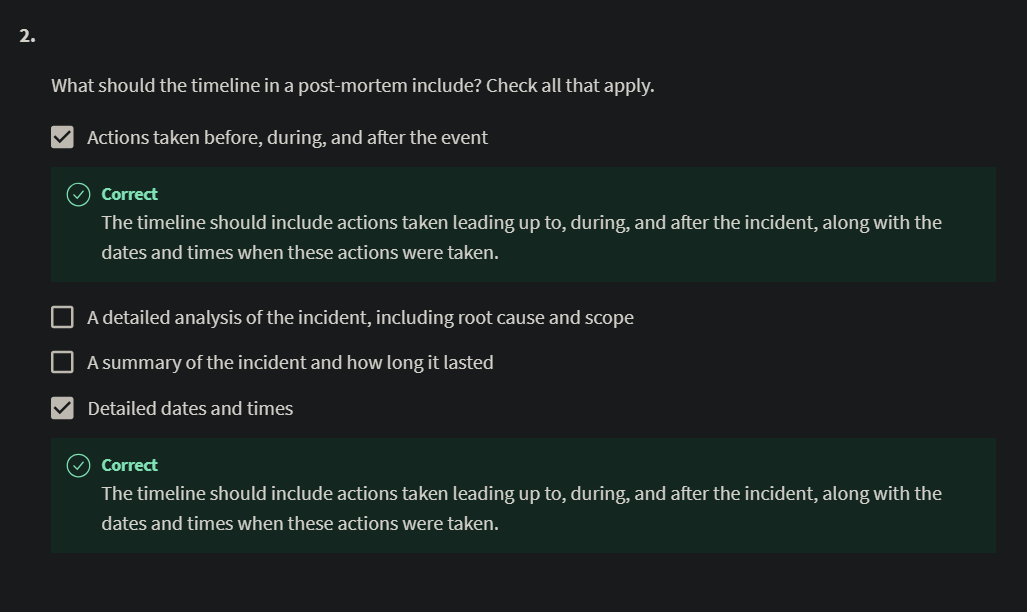 2.
What should the timeline in a post-mortem include? Check all that apply.
Actions taken before, during, and after the event
Correct
The timeline should include actions taken leading up to, during, and after the incident, along with the
dates and times when these actions were taken.
A detailed analysis of the incident, including root cause and scope
A summary of the incident and how long it lasted
Detailed dates and times
Correct
The timeline should include actions taken leading up to, during, and after the incident, along with the
dates and times when these actions were taken.